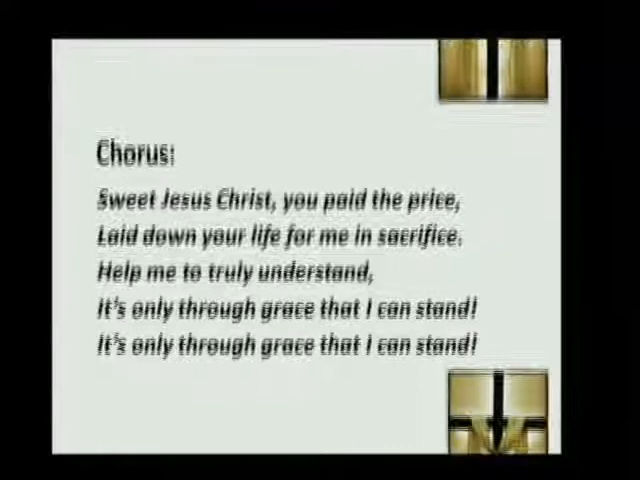 Chorus:
Sweet Jesus Christ, you paid the price,
Laid down your life for me in sacrifice.
Help me to truly understand,
It's only through grace that I can stand!
It's only through grace that I can stand!